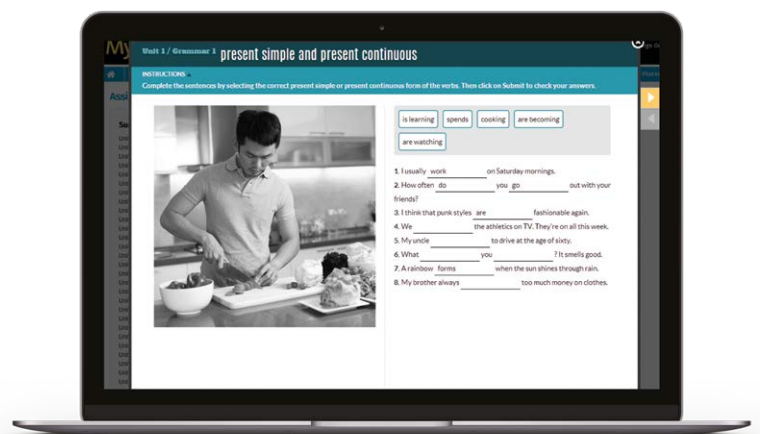 My
Unit 1 / Grammar 1 present simple and present continuous
INSTRUCTIONS
Complete the sentences by selecting the correct present simple or present continuous form of the verbs. Then click on Submit to check your answers.
Assi
Su
is learning spends cooking are becoming
are watching
1. I usually work on Saturday mornings.
2. How often do you go out with your
friends?
3. I think that punk styles are fashionable again.
4. We the athletics on TV. They're on all this week.
5. My uncle to drive at the age of sixty.
6. What you ? It smells good.
7. A rainbow forms when the sun shines through rain.
8. My brother always too much money on clothes.